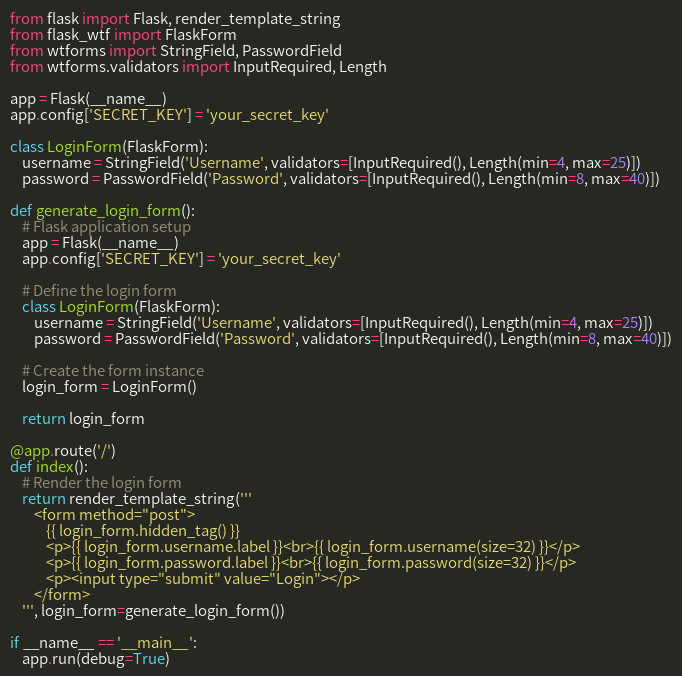 from flask import Flask, render_template_string
from flask_wtf import FlaskForm
from wtforms import StringField, PasswordField
from wtforms.validators import InputRequired, Length

app = Flask(__name__)
app.config['SECRET_KEY'] = 'your_secret_key'

class LoginForm(FlaskForm):
    username = StringField('Username', validators=[InputRequired(), Length(min=4, max=25)])
    password = PasswordField('Password', validators=[InputRequired(), Length(min=8, max=40)])

def generate_login_form():
    # Flask application setup
    app = Flask(__name__)
    app.config['SECRET_KEY'] = 'your_secret_key'

    # Define the login form
    class LoginForm(FlaskForm):
        username = StringField('Username', validators=[InputRequired(), Length(min=4, max=25)])
        password = PasswordField('Password', validators=[InputRequired(), Length(min=8, max=40)])

    # Create the form instance
    login_form = LoginForm()

    return login_form

@app.route('/')
def index():
    # Render the login form
    return render_template_string('''
        <form method="post">
            {{ login_form.hidden_tag() }}
            <p>{{ login_form.username.label }}<br>{{ login_form.username(size=32) }}</p>
            <p>{{ login_form.password.label }}<br>{{ login_form.password(size=32) }}</p>
            <p><input type="submit" value="Login"></p>
        </form>
    ''', login_form=generate_login_form())

if __name__ == '__main__':
    app.run(debug=True)